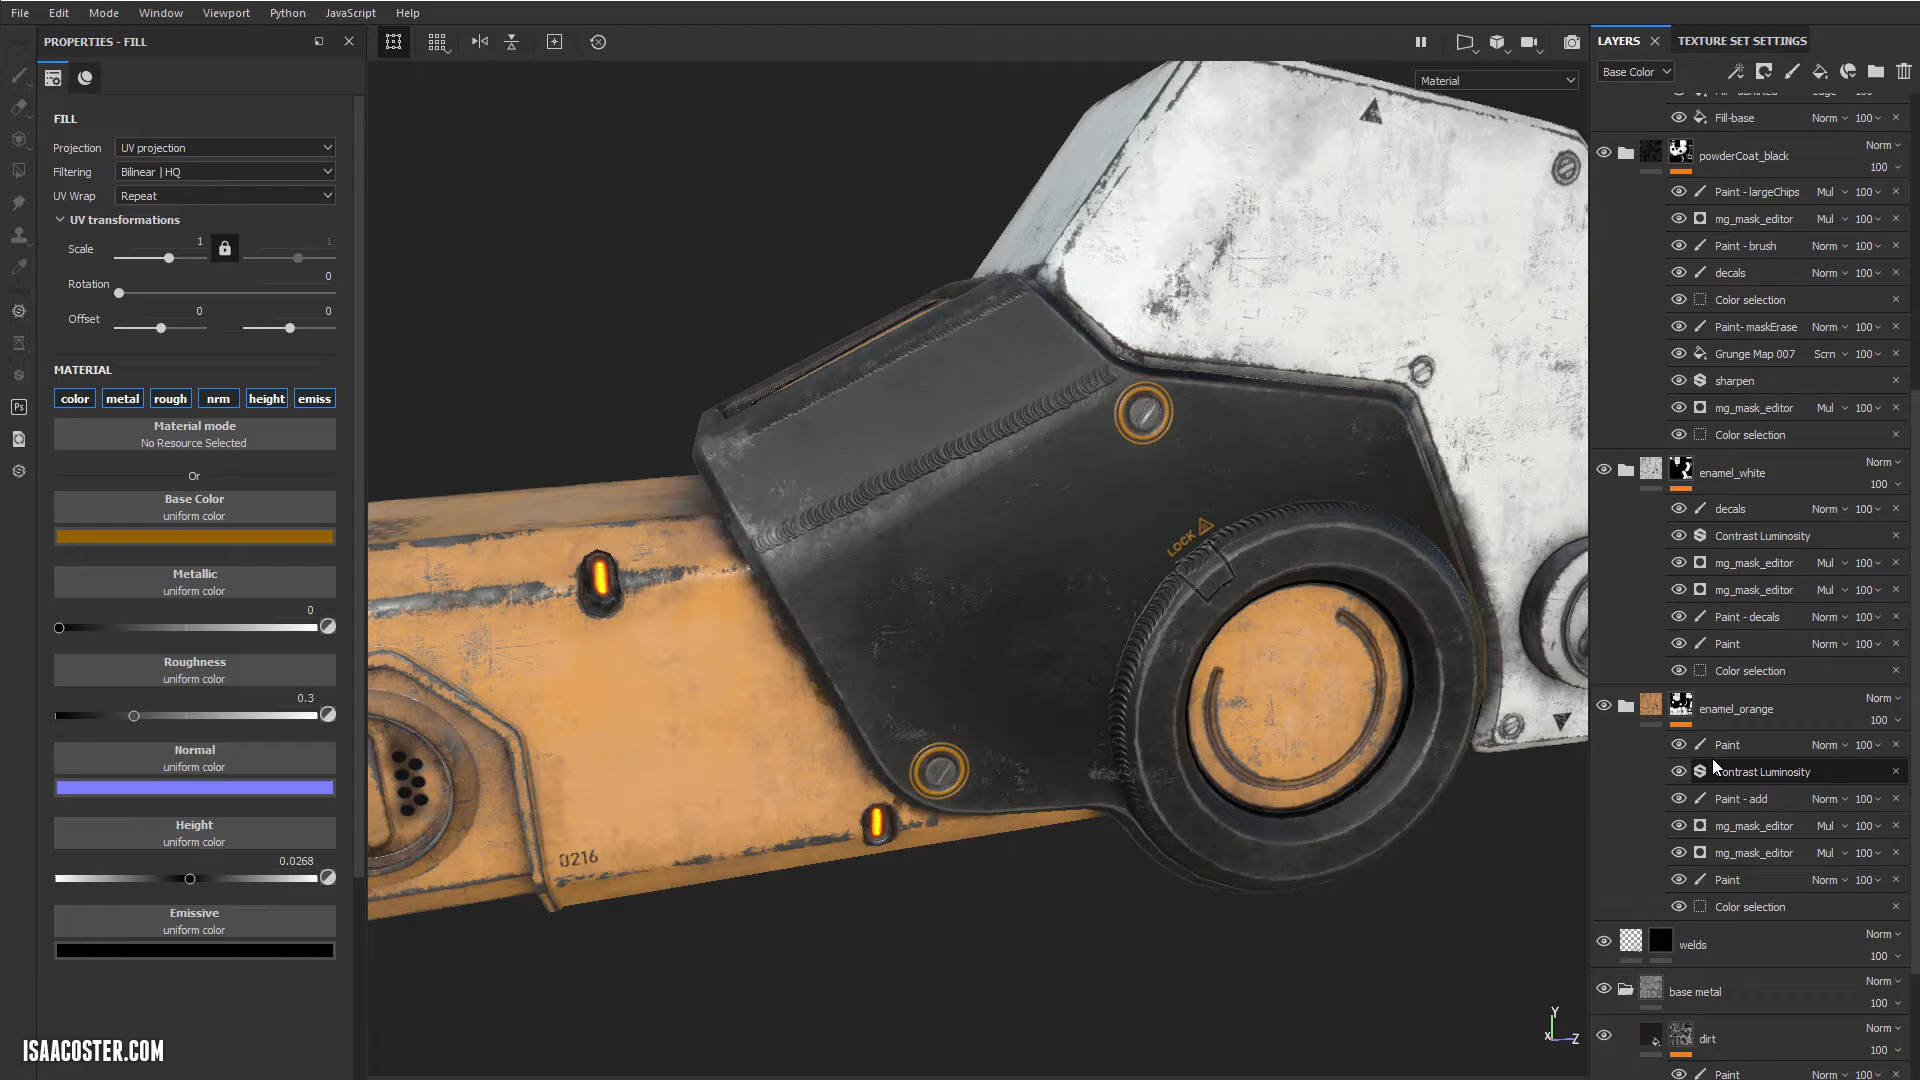 File Edit Mode Window Viewport Python JavaScript Help
PROPERTIES - FILL
FILL
Projection UV projection
Filtering Bilinear | HQ
UV Wrap Repeat
UV transformations
Scale 1 1
Rotation 0
Offset 0 0
MATERIAL
color metal rough nrm height emiss
Material mode
No Resource Selected
Or
Base Color
uniform color
Metallic
uniform color
0
Roughness
uniform color
0.3
Normal
uniform color
Height
uniform color
0.0268
Emissive
uniform color
ISAACOSTER.COM
Ps
Material
LOCK
0216
Y
X
Z
LAYERS TEXTURE SET SETTINGS
Base Color
Fill-base Norm 100
powderCoat_black Norm
100
Paint - largeChips Mul 100
mg_mask_editor Mul 100
Paint - brush Norm 100
decals Norm 100
Color selection
Paint- maskErase Norm 100
Grunge Map 007 Scrn 100
sharpen
mg_mask_editor Mul 100
Color selection
enamel_white Norm
100
decals Norm 100
Contrast Luminosity
mg_mask_editor Mul 100
mg_mask_editor Mul 100
Paint - decals Norm 100
Paint Norm 100
Color selection
enamel_orange Norm
100
Paint Norm 100
Contrast Luminosity
Paint - add Norm 100
mg_mask_editor Mul 100
mg_mask_editor Mul 100
Paint Norm 100
Color selection
welds Norm
100
base metal Norm
100
dirt Norm
100
Paint Norm 100